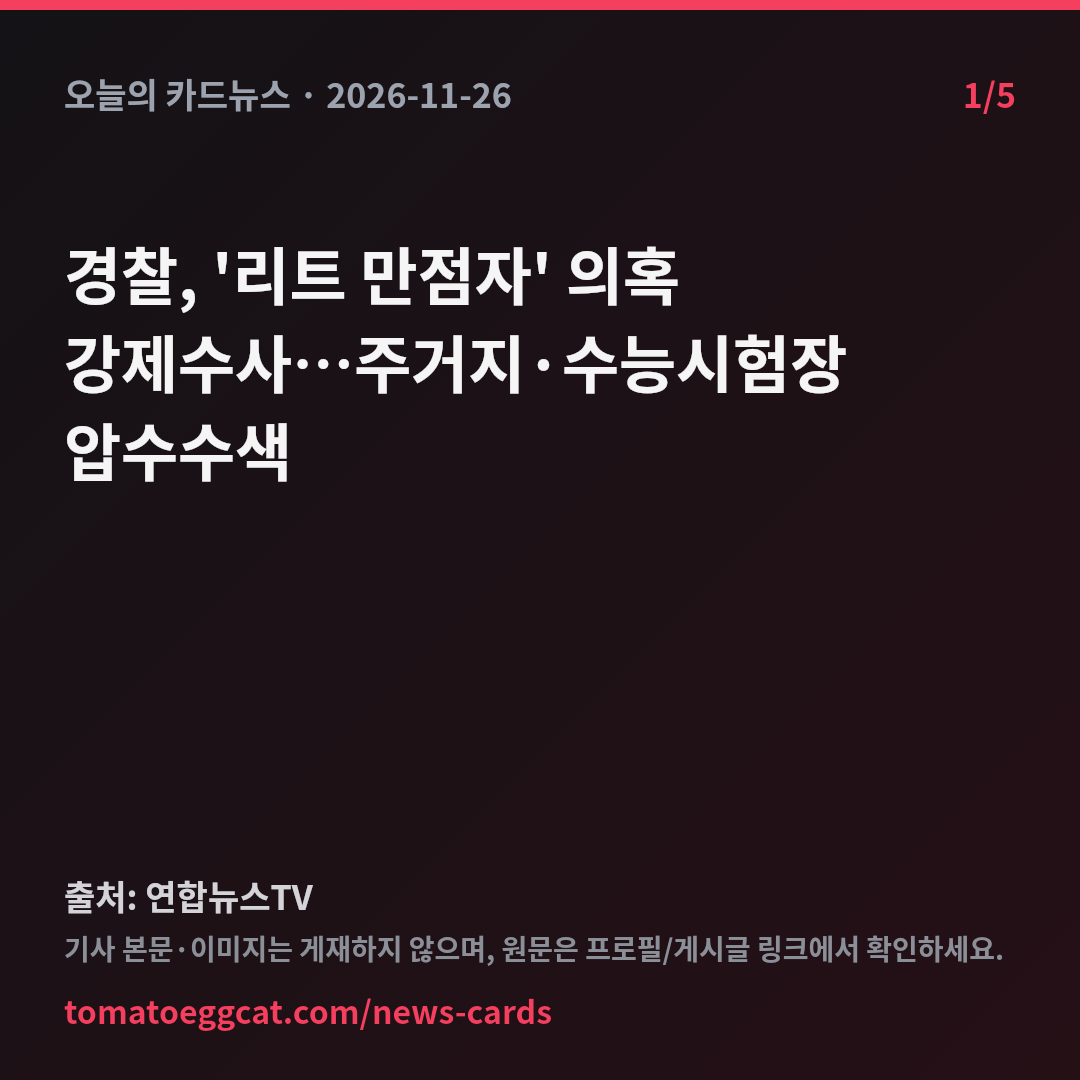 오늘의 카드뉴스 · 2026-11-26
1/5
경찰, '리트 만점자' 의혹
강제수사…주거지·수능시험장
압수수색
출처: 연합뉴스TV
기사 본문·이미지는 게재하지 않으며, 원문은 프로필/게시글 링크에서 확인하세요.
tomatoeggcat.com/news-cards